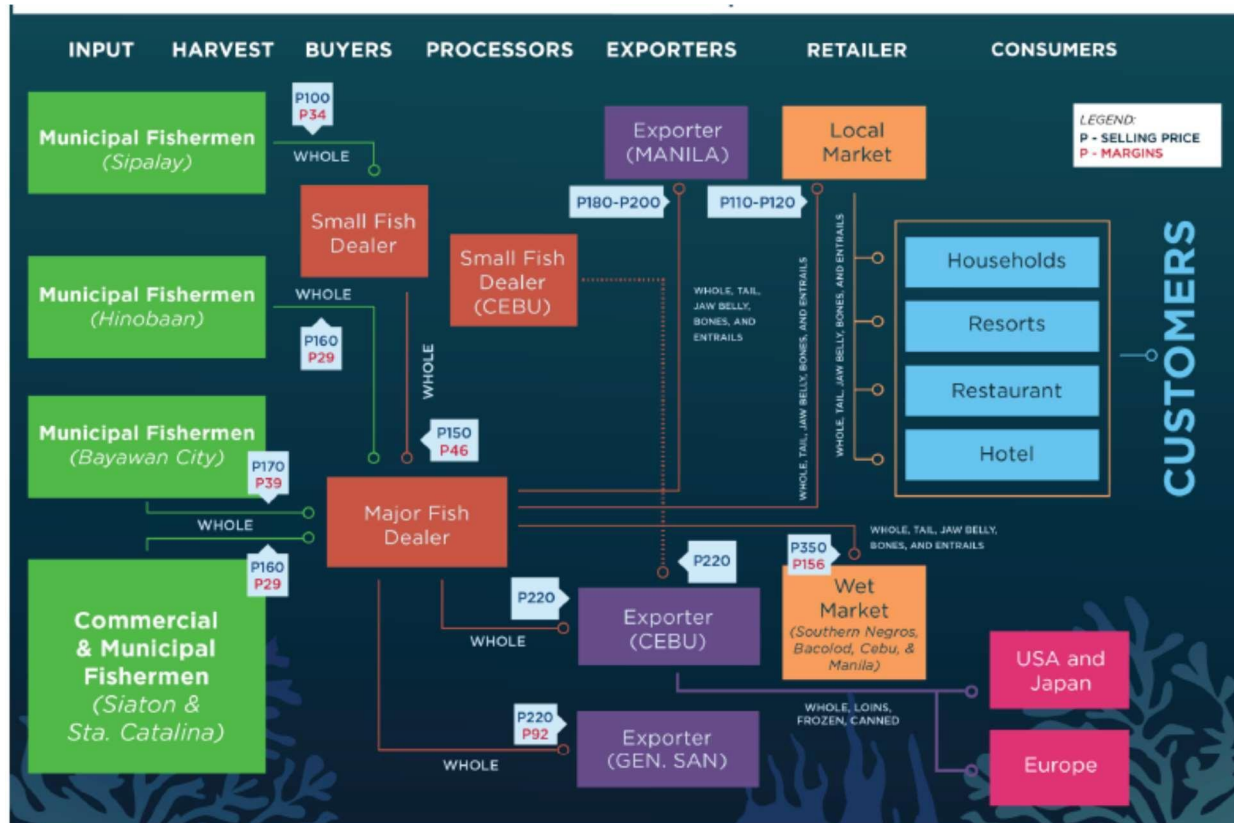 INPUT
HARVEST
BUYERS
PROCESSORS
EXPORTERS
RETAILER
CONSUMERS
Municipal Fishermen
(Sipalay)
P100
P34
WHOLE
Small Fish
Dealer
Municipal Fishermen
(Hinobaan)
WHOLE
P160
P29
Small Fish
Dealer
(CEBU)
WHOLE
Exporter
(MANILA)
P180-P200
WHOLE, TAIL,
JAW BELLY,
BONES, AND
ENTRAILS
Local
Market
P110-P120
WHOLE, TAIL, JAW BELLY, BONES, AND ENTRAILS
WHOLE, TAIL, JAW BELLY, BONES, AND ENTRAILS
LEGEND:
P - SELLING PRICE
P - MARGINS
Households
Resorts
Restaurant
Hotel
CUSTOMERS
Municipal Fishermen
(Bayawan City)
P170
P39
WHOLE
P150
P46
Major Fish
Dealer
P160
P29
Commercial
& Municipal
Fishermen
(Siaton &
Sta. Catalina)
P220
WHOLE
P220
Exporter
(CEBU)
WHOLE, TAIL, JAW BELLY,
BONES, AND ENTRAILS
P350
P156
Wet
Market
(Southern Negros,
Bacolod, Cebu, &
Manila)
P220
P92
WHOLE
Exporter
(GEN. SAN)
WHOLE, LOINS,
FROZEN, CANNED
USA and
Japan
Europe